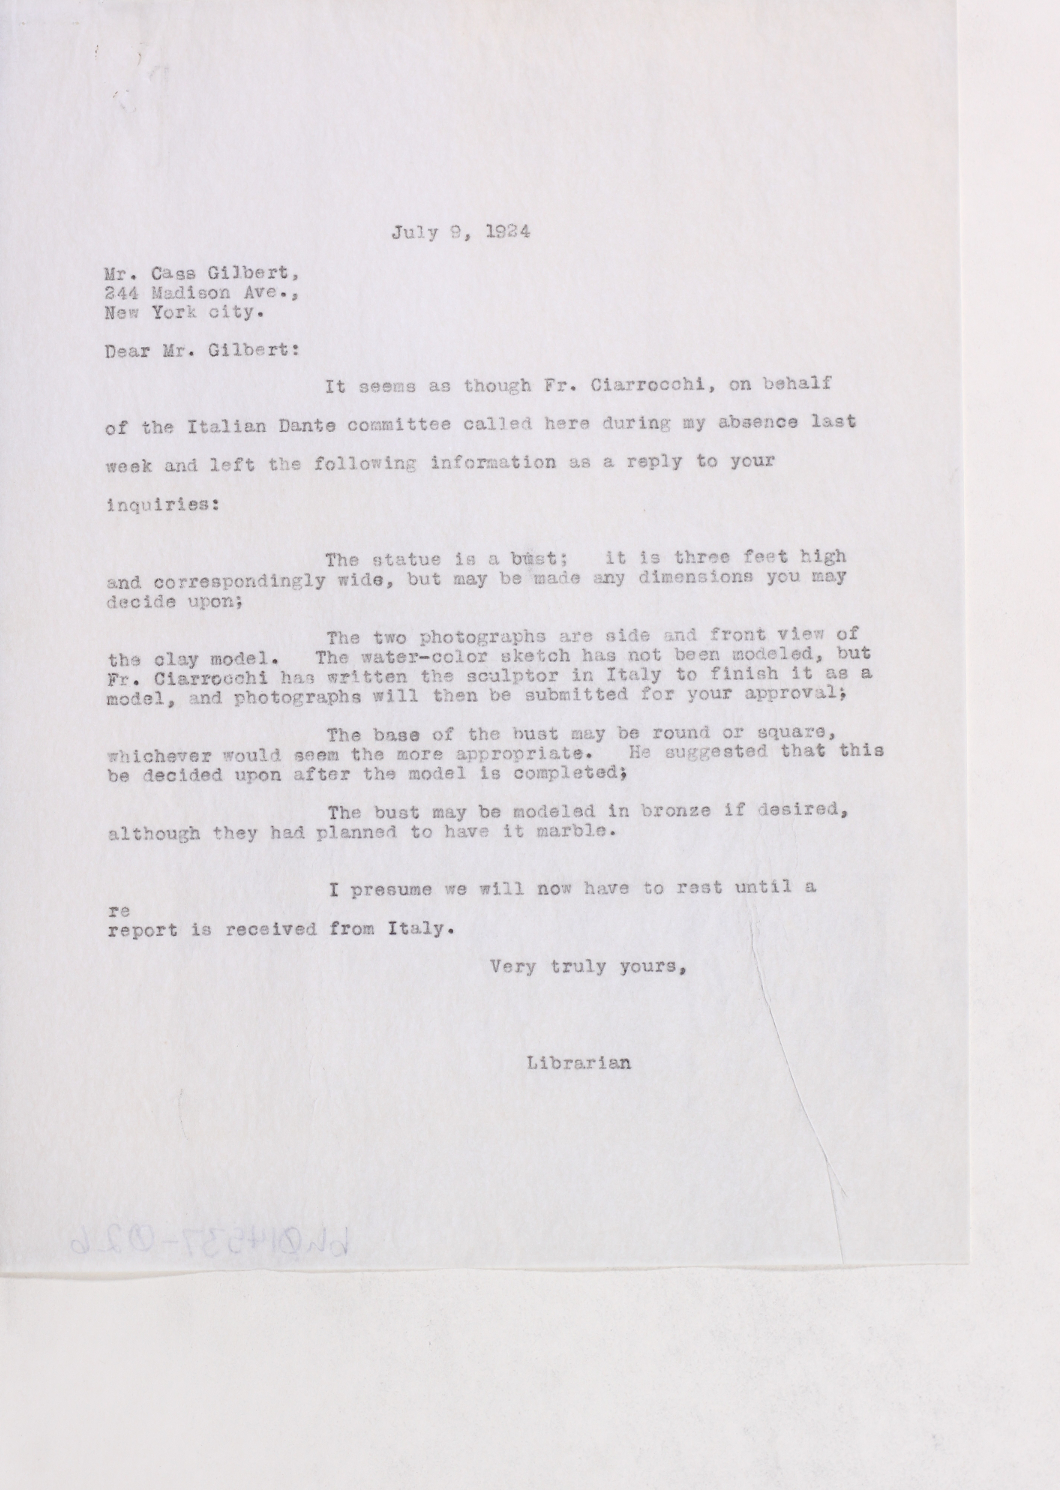 July 9, 1924
Mr. Cass Gilbert,
244 Madison Ave.,
New York city.
Dear Mr. Gilbert:
It seems as though Fr. Ciarrocchi, on behalf
of the Italian Dante committee called here during my absence last
week and left the following information as a reply to your
inquiries:
The statue is a bust; it is three feet high
and correspondingly wide, but may be made any dimensions you may
decide upon;
The two photographs are side and front view of
the clay model. The water-color sketch has not been modeled, but
Fr. Ciarrocchi has written the sculptor in Italy to finish it as a
model, and photographs will then be submitted for your approval;
The base of the bust may be round or square,
whichever would seem the more appropriate. He suggested that this
be decided upon after the model is completed;
The bust may be modeled in bronze if desired,
although they had planned to have it marble.
I presume we will now have to rest until a
re
report is received from Italy.
Very truly yours,
Librarian